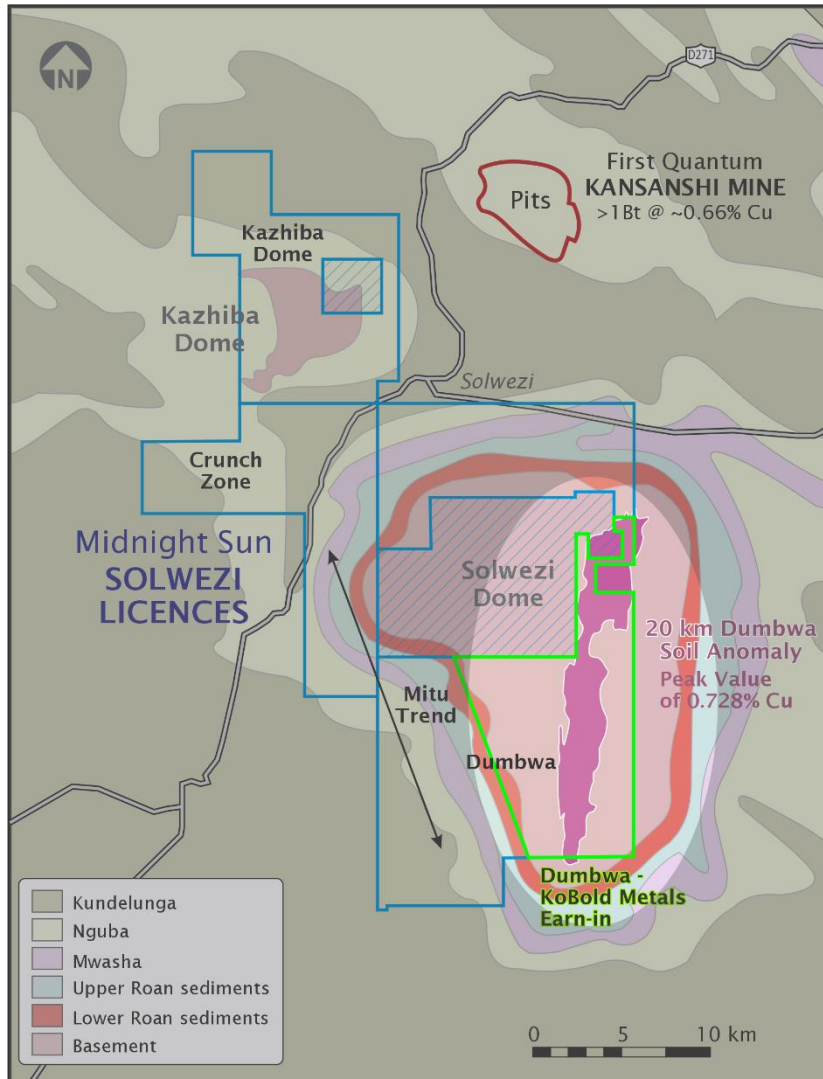 N
D271
First Quantum
KANSANSHI MINE
>1Bt @ ~0.66% Cu
Pits
Kazhiba
Dome
Kazhiba
Dome
Solwezi
Crunch
Zone
Midnight Sun
SOLWEZI
LICENCES
Solwezi
Dome
20 km Dumbwa
Soil Anomaly
Peak Value
of 0.728% Cu
Mitu
Trend
Dumbwa
Dumbwa -
KoBold Metals
Earn-in
Kundelunga
Nguba
Mwasha
Upper Roan sediments
Lower Roan sediments
Basement
0 5 10 km